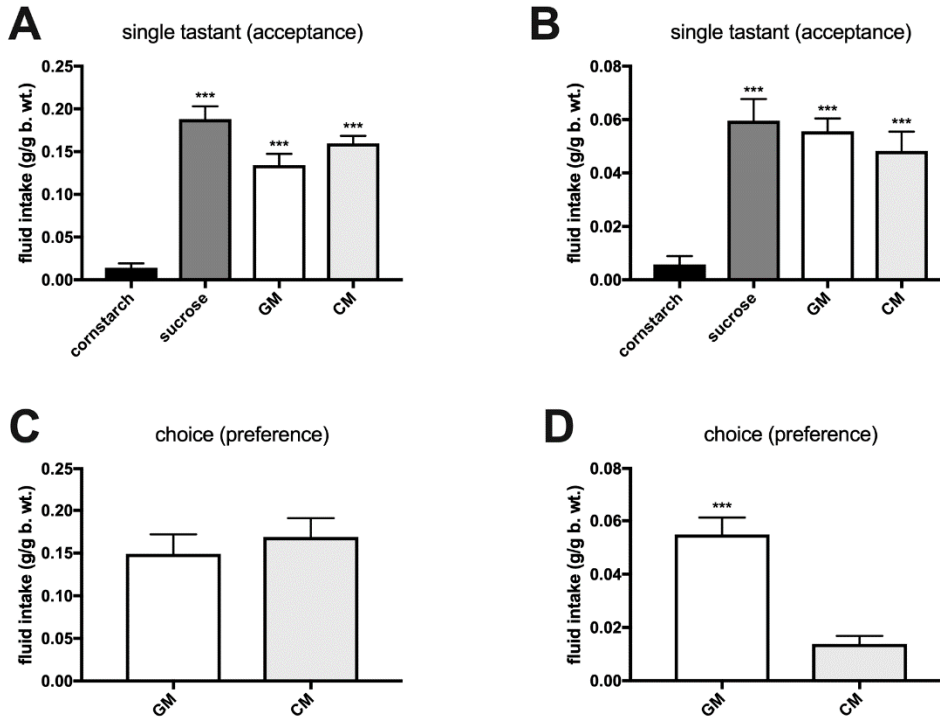 A
single tastant (acceptance)
fluid intake (g/g b. wt.)
0.25
0.20
0.15
0.10
0.05
0.00
***
***
***
cornstarch
sucrose
GM
CM
B
single tastant (acceptance)
fluid intake (g/g b. wt.)
0.08
0.06
0.04
0.02
0.00
***
***
***
cornstarch
sucrose
GM
CM
C
choice (preference)
fluid intake (g/g b. wt.)
0.25
0.20
0.15
0.10
0.05
0.00
GM
CM
D
choice (preference)
fluid intake (g/g b. wt.)
0.08
0.06
0.04
0.02
0.00
***
GM
CM